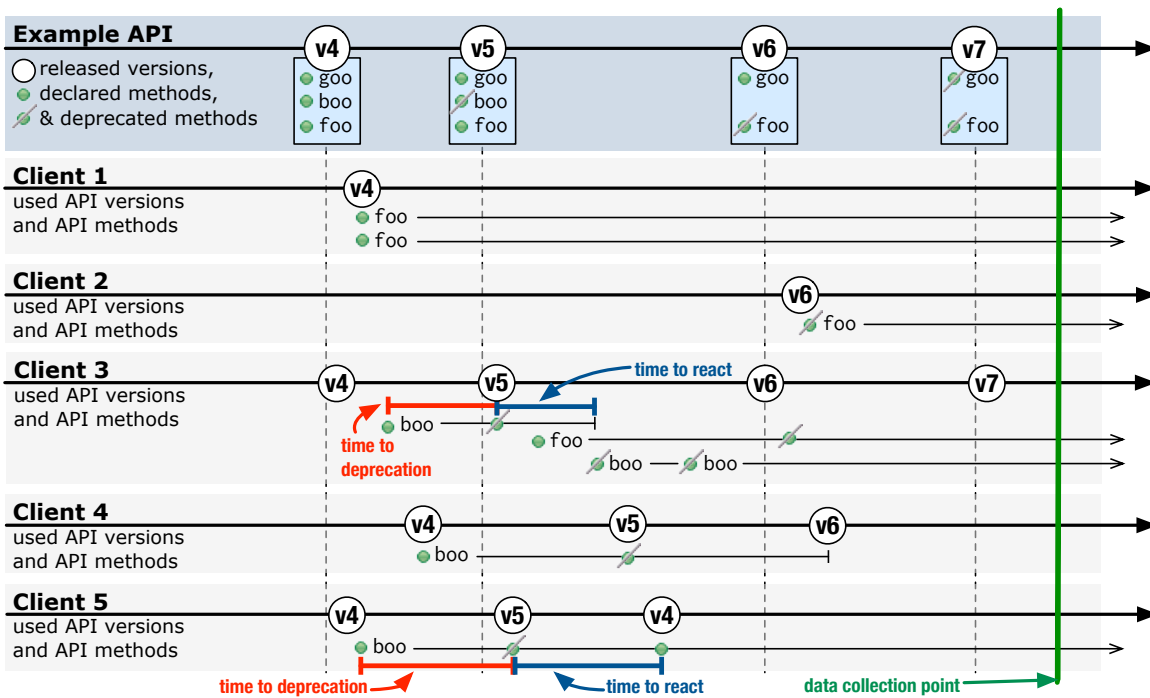 Example API
released versions,
declared methods,
& deprecated methods
v4
v5
v6
v7
goo
boo
foo
goo
boo
foo
goo
foo
goo
foo
Client 1
used API versions
and API methods
v4
foo
foo
Client 2
used API versions
and API methods
v6
foo
Client 3
used API versions
and API methods
v4
v5
v6
v7
time to react
time to
deprecation
boo
foo
boo
boo
Client 4
used API versions
and API methods
v4
v5
v6
boo
Client 5
used API versions
and API methods
v4
v5
v4
boo
time to deprecation
time to react
data collection point